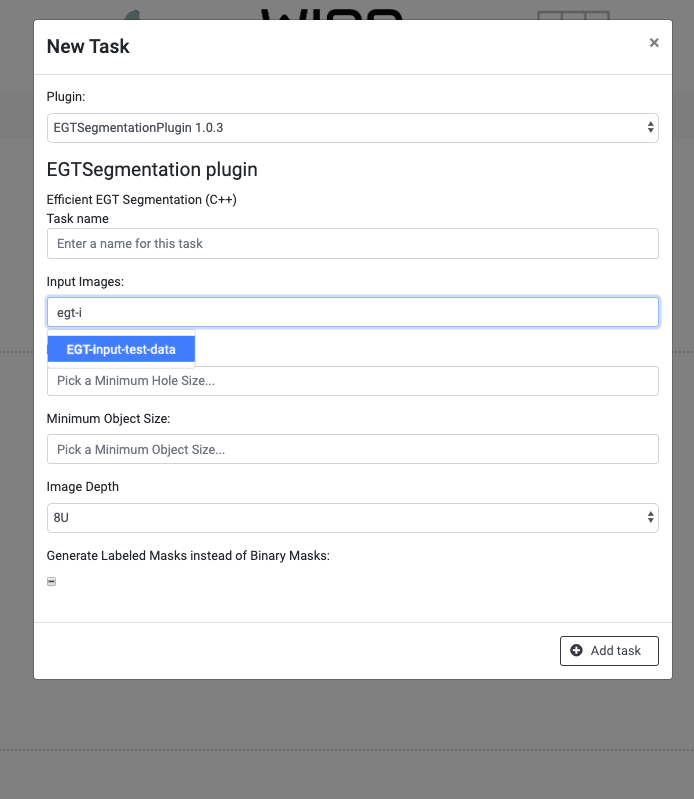 New Task
×
Plugin:
EGTSegmentationPlugin 1.0.3
EGTSegmentation plugin
Efficient EGT Segmentation (C++)
Task name
Enter a name for this task
Input Images:
egt-i
EGT-input-test-data
Pick a Minimum Hole Size...
Minimum Object Size:
Pick a Minimum Object Size...
Image Depth
8U
Generate Labeled Masks instead of Binary Masks:
Add task